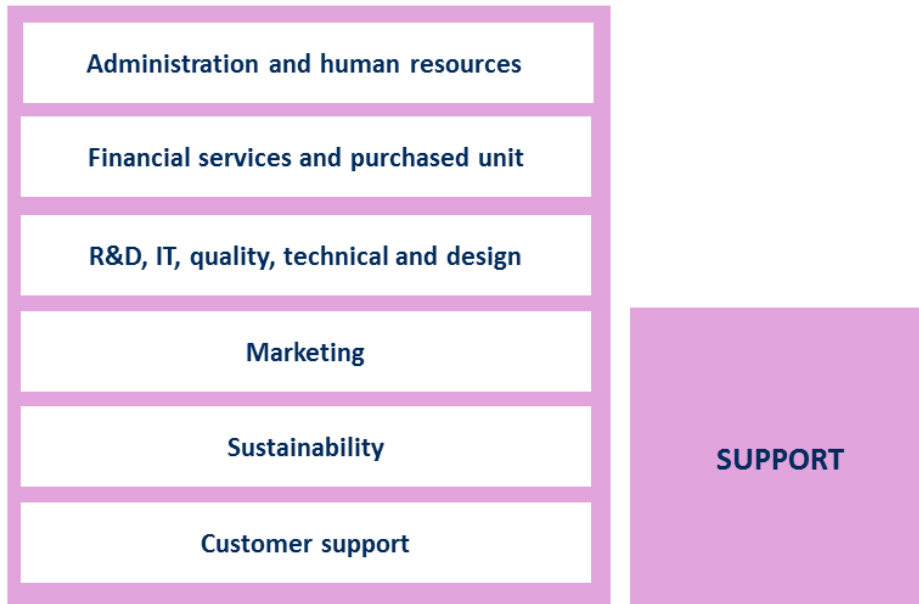 Administration and human resources
Financial services and purchased unit
R&D, IT, quality, technical and design
Marketing
Sustainability
Customer support
SUPPORT